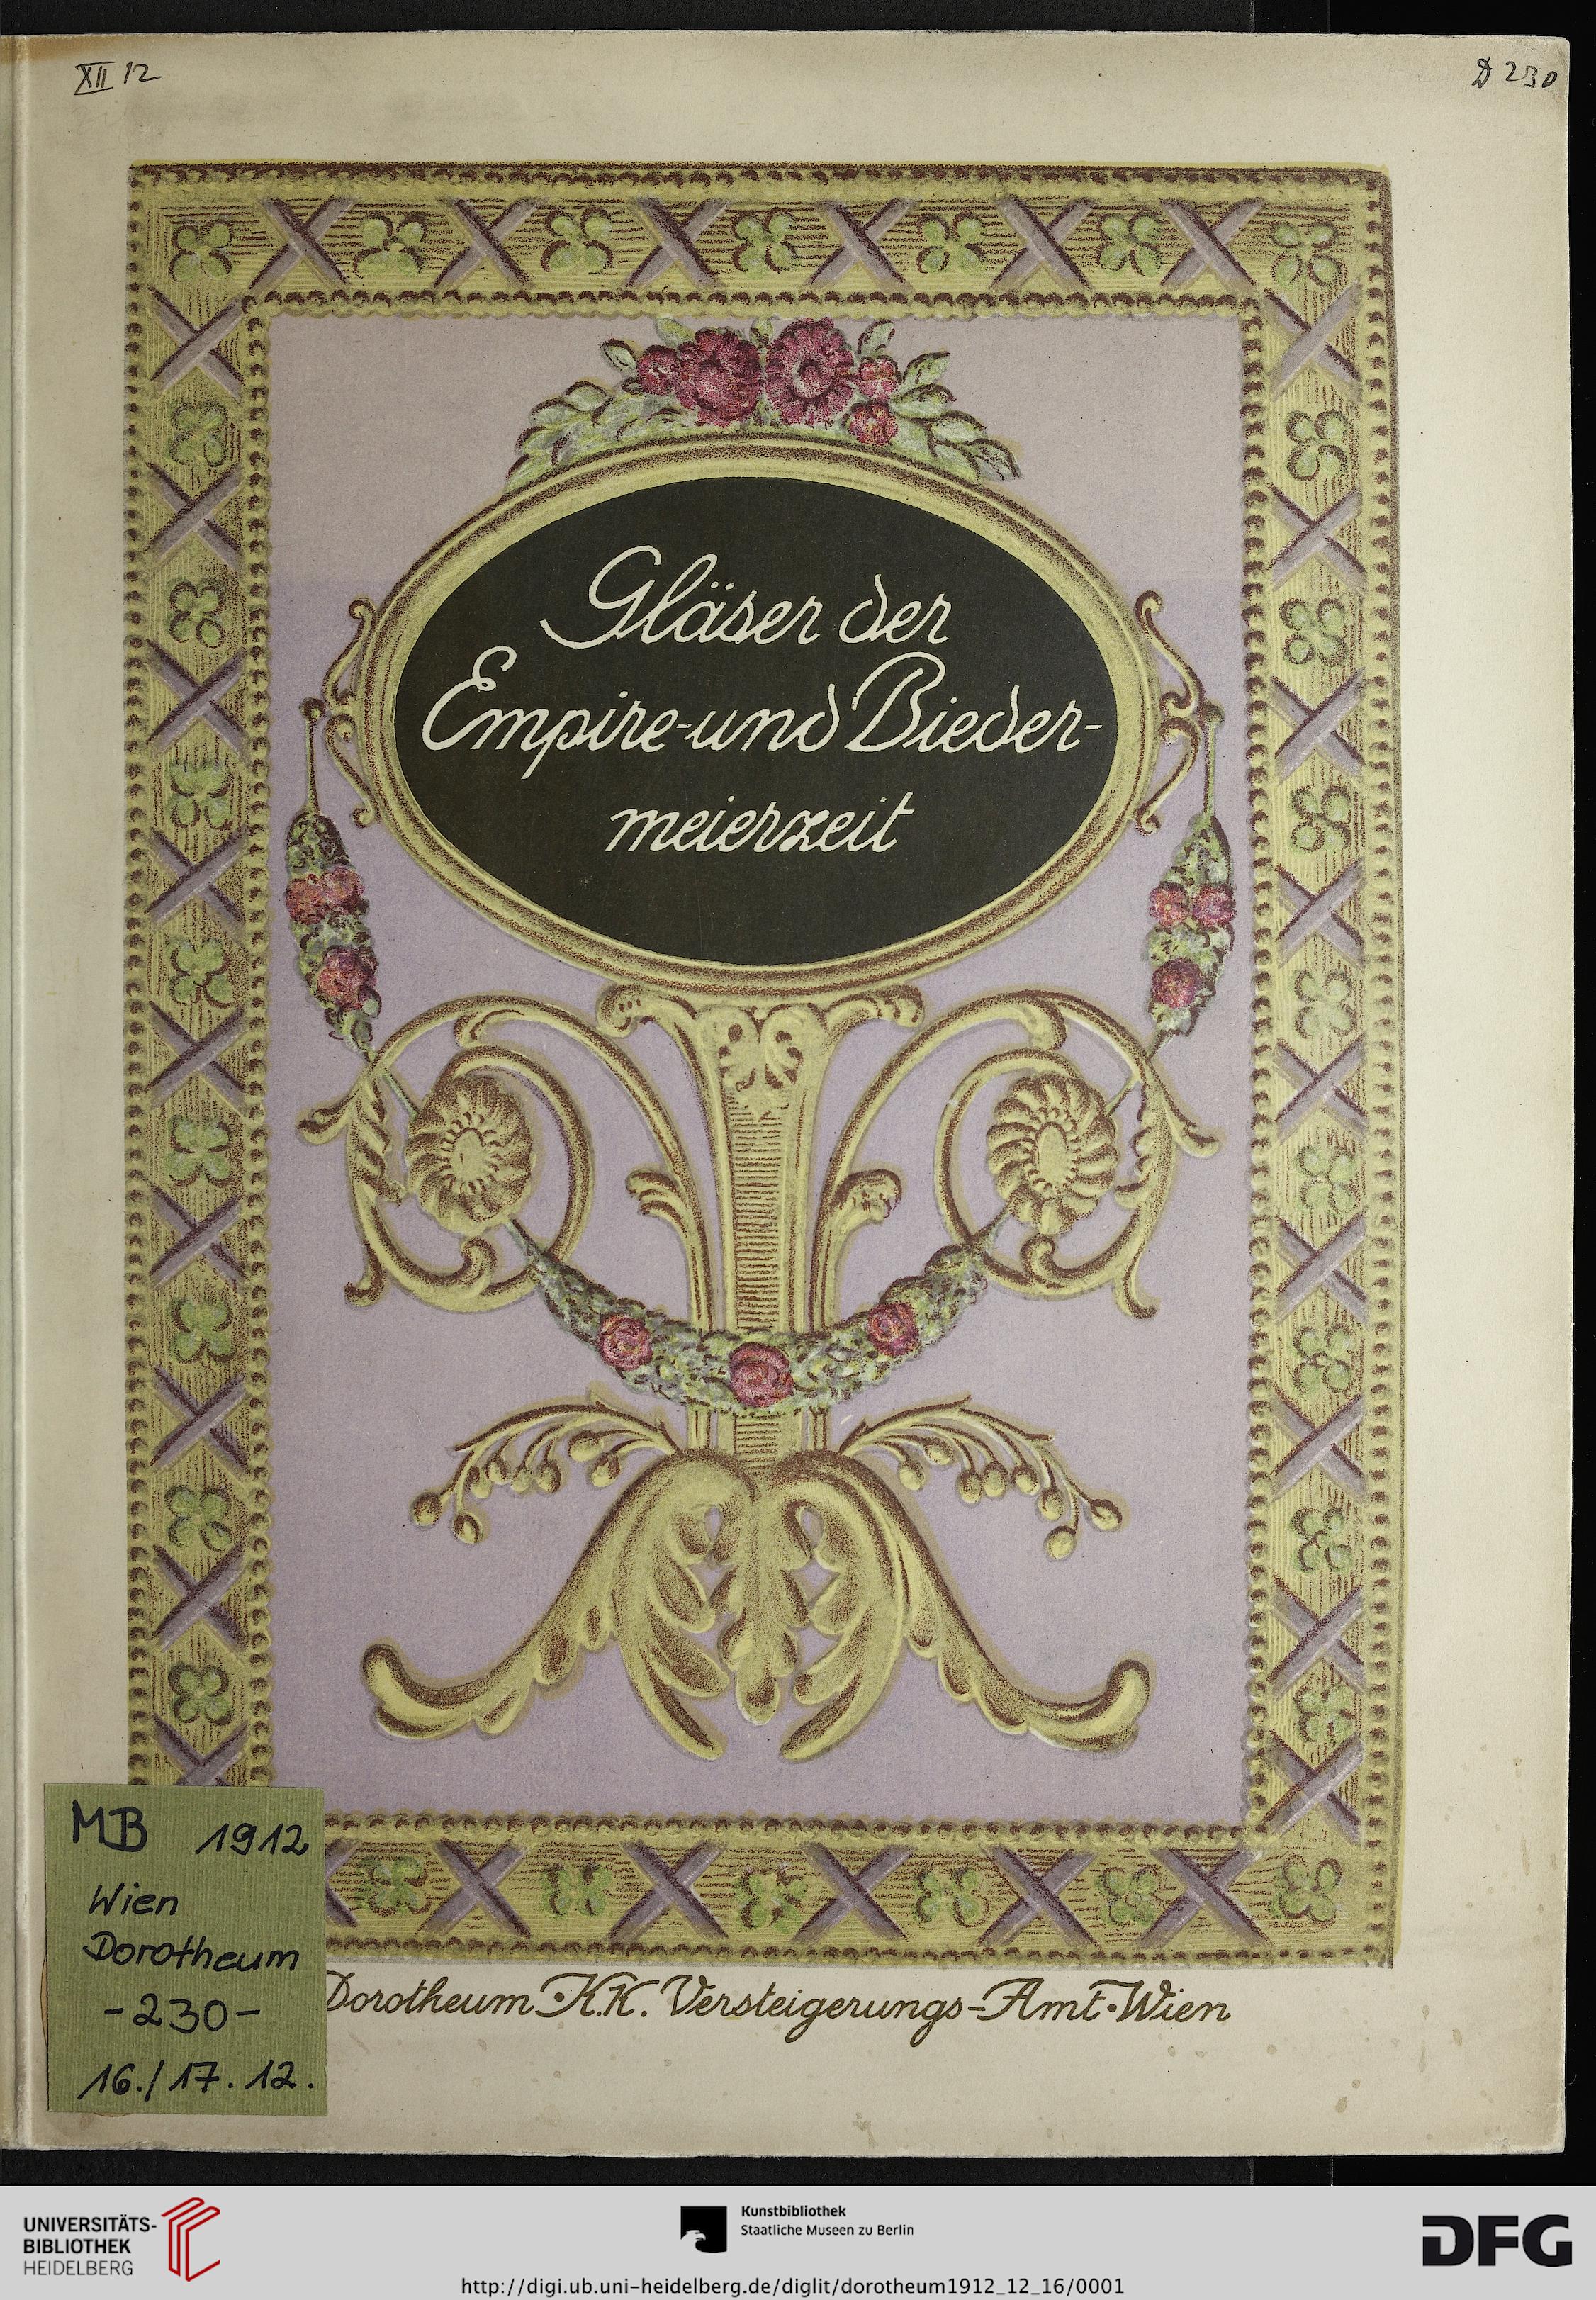 XII 12
D 230
Gläser der
Empire-und Bieder-
meierzeit
MB 1912
Wien
Dorotheum
-230-
16./17.12.
Dorotheum·K.K. Versteigerungs-Amt·Wien
UNIVERSITÄTS-
BIBLIOTHEK
HEIDELBERG
Kunstbibliothek
Staatliche Museen zu Berlin
DFG
http://digi.ub.uni-heidelberg.de/diglit/dorotheum1912_12_16/0001